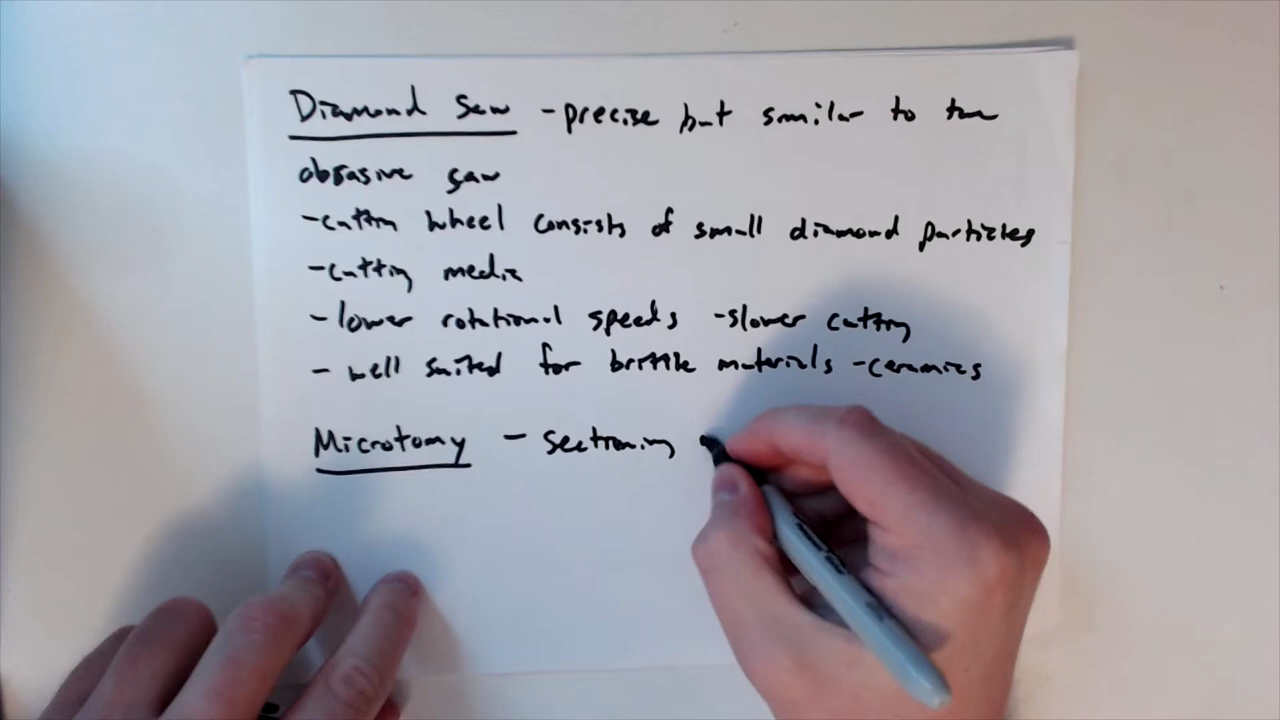 Diamond Saw - precise but similar to the
abrasive saw
- cutting wheel consists of small diamond particles
- cutting media
- lower rotational speeds - slower cutting
- well suited for brittle materials - ceramics
Microtomy - sectioning